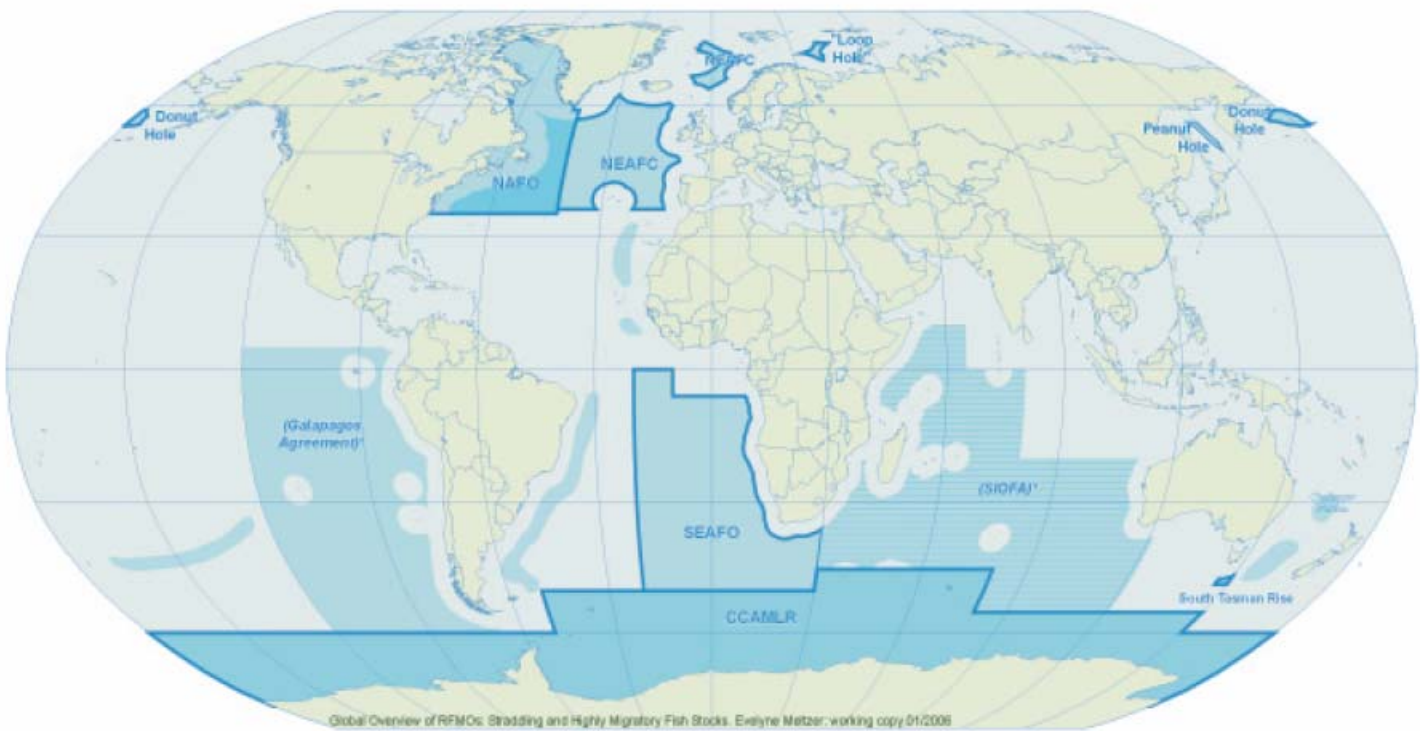 "Loop
Hole"
NEAFC
Donut
Hole
Peanut
Hole
Donut
Hole
NAFO
NEAFC
(Galapagos
Agreement)¹
(SIOFA)¹
SEAFO
South Tasman Rise
CCAMLR
Global Overview of RFMOs: Straddling and Highly Migratory Fish Stocks. Evelyne Meltzer: working copy 01/2006